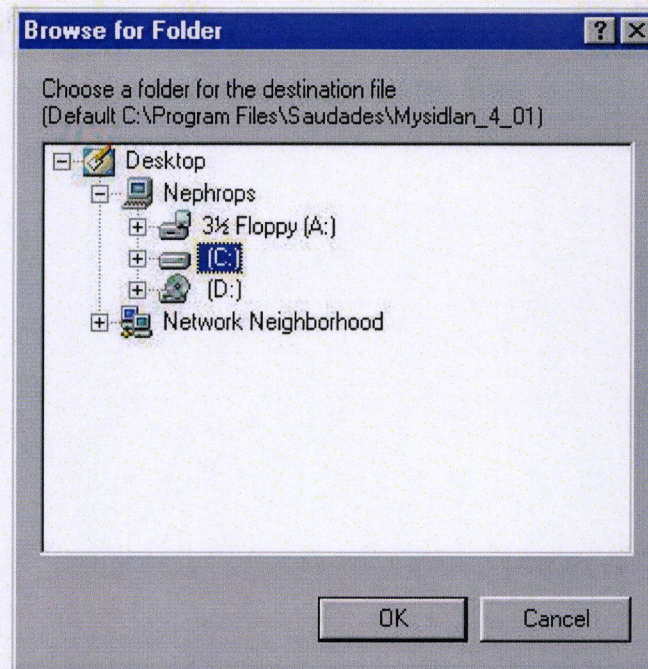 Browse for Folder
Choose a folder for the destination file
(Default C:\Program Files\Saudades\Mysidlan_4_01)
Desktop
Nephrops
3½ Floppy (A:)
(C:)
(D:)
Network Neighborhood
OK
Cancel